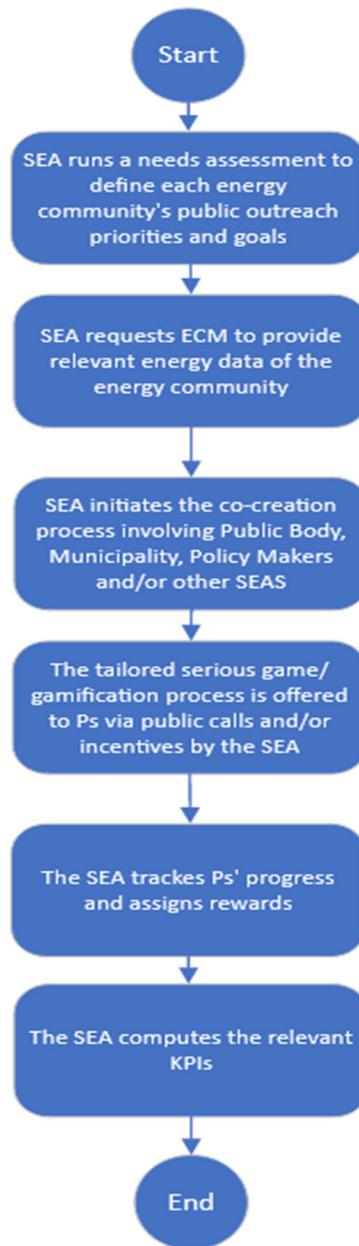 Start
SEA runs a needs assessment to
define each energy
community's public outreach
priorities and goals
SEA requests ECM to provide
relevant energy data of the
energy community
SEA initiates the co-creation
process involving Public Body,
Municipality, Policy Makers
and/or other SEAS
The tailored serious game/
gamification process is offered
to Ps via public calls and/or
incentives by the SEA
The SEA trackes Ps' progress
and assigns rewards
The SEA computes the relevant
KPIs
End